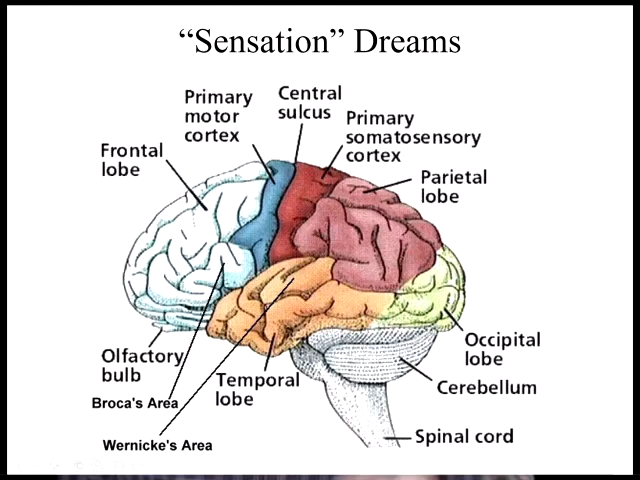 “Sensation” Dreams
Central
sulcus
Primary
motor
cortex
Primary
somatosensory
cortex
Frontal
lobe
Parietal
lobe
Olfactory
bulb
Occipital
lobe
Temporal
lobe
Cerebellum
Broca's Area
Wernicke's Area
Spinal cord